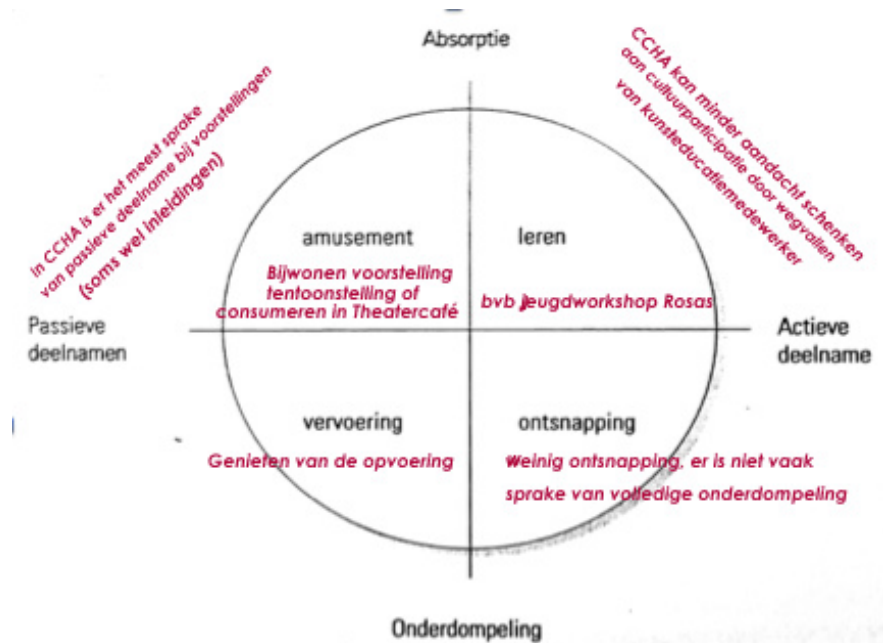 Absorptie
In CCHA is er het meest sprake
van passieve deelname bij voorstellingen
(soms wel inleidingen)
CCHA kan minder aandacht schenken
aan cultuurparticipatie door wegvallen
van kunsteducatiemedewerker
amusement
Bijwonen voorstelling
tentoonstelling of
consumeren in Theatercafé
leren
bvb jeugdworkshop Rosas
Passieve
deelnamen
Actieve
deelname
vervoering
Genieten van de opvoering
ontsnapping
Weinig ontsnapping, er is niet vaak
sprake van volledige onderdompeling
Onderdompeling